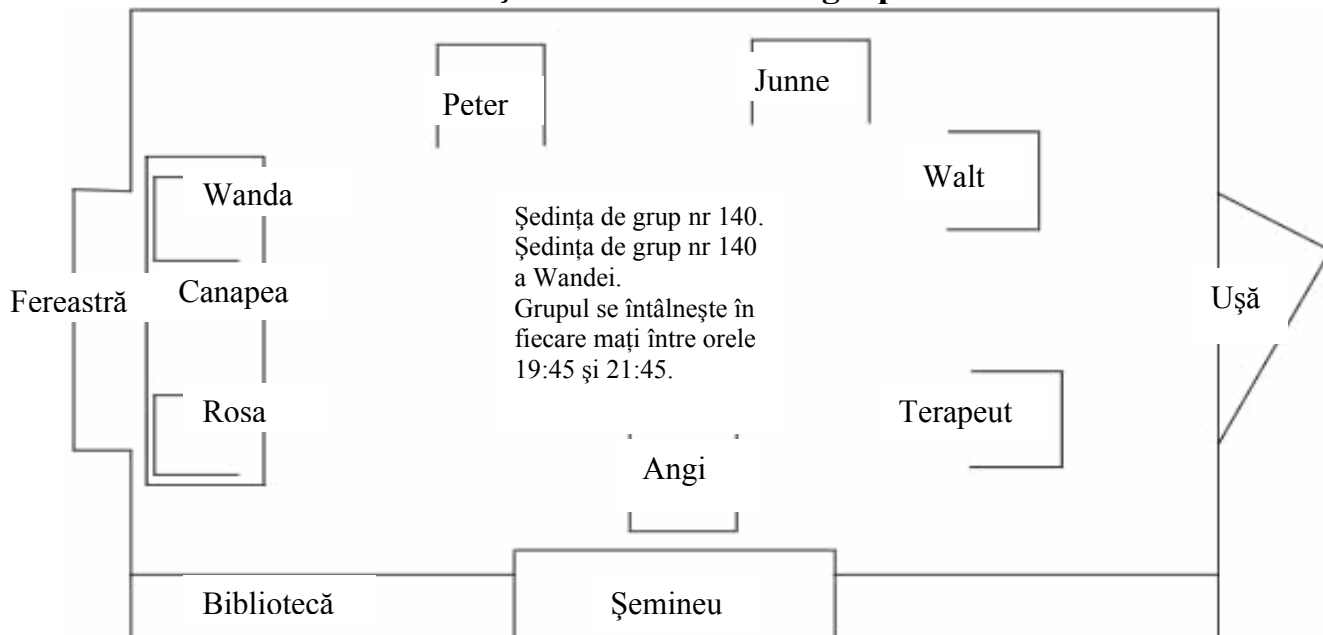 Peter
Junne
Wanda
Walt
Şedinţa de grup nr 140.
Şedinţa de grup nr 140
a Wandei.
Grupul se întâlneşte în
fiecare maţi între orele
19:45 şi 21:45.
Fereastră
Canapea
Uşă
Rosa
Terapeut
Angi
Bibliotecă
Şemineu